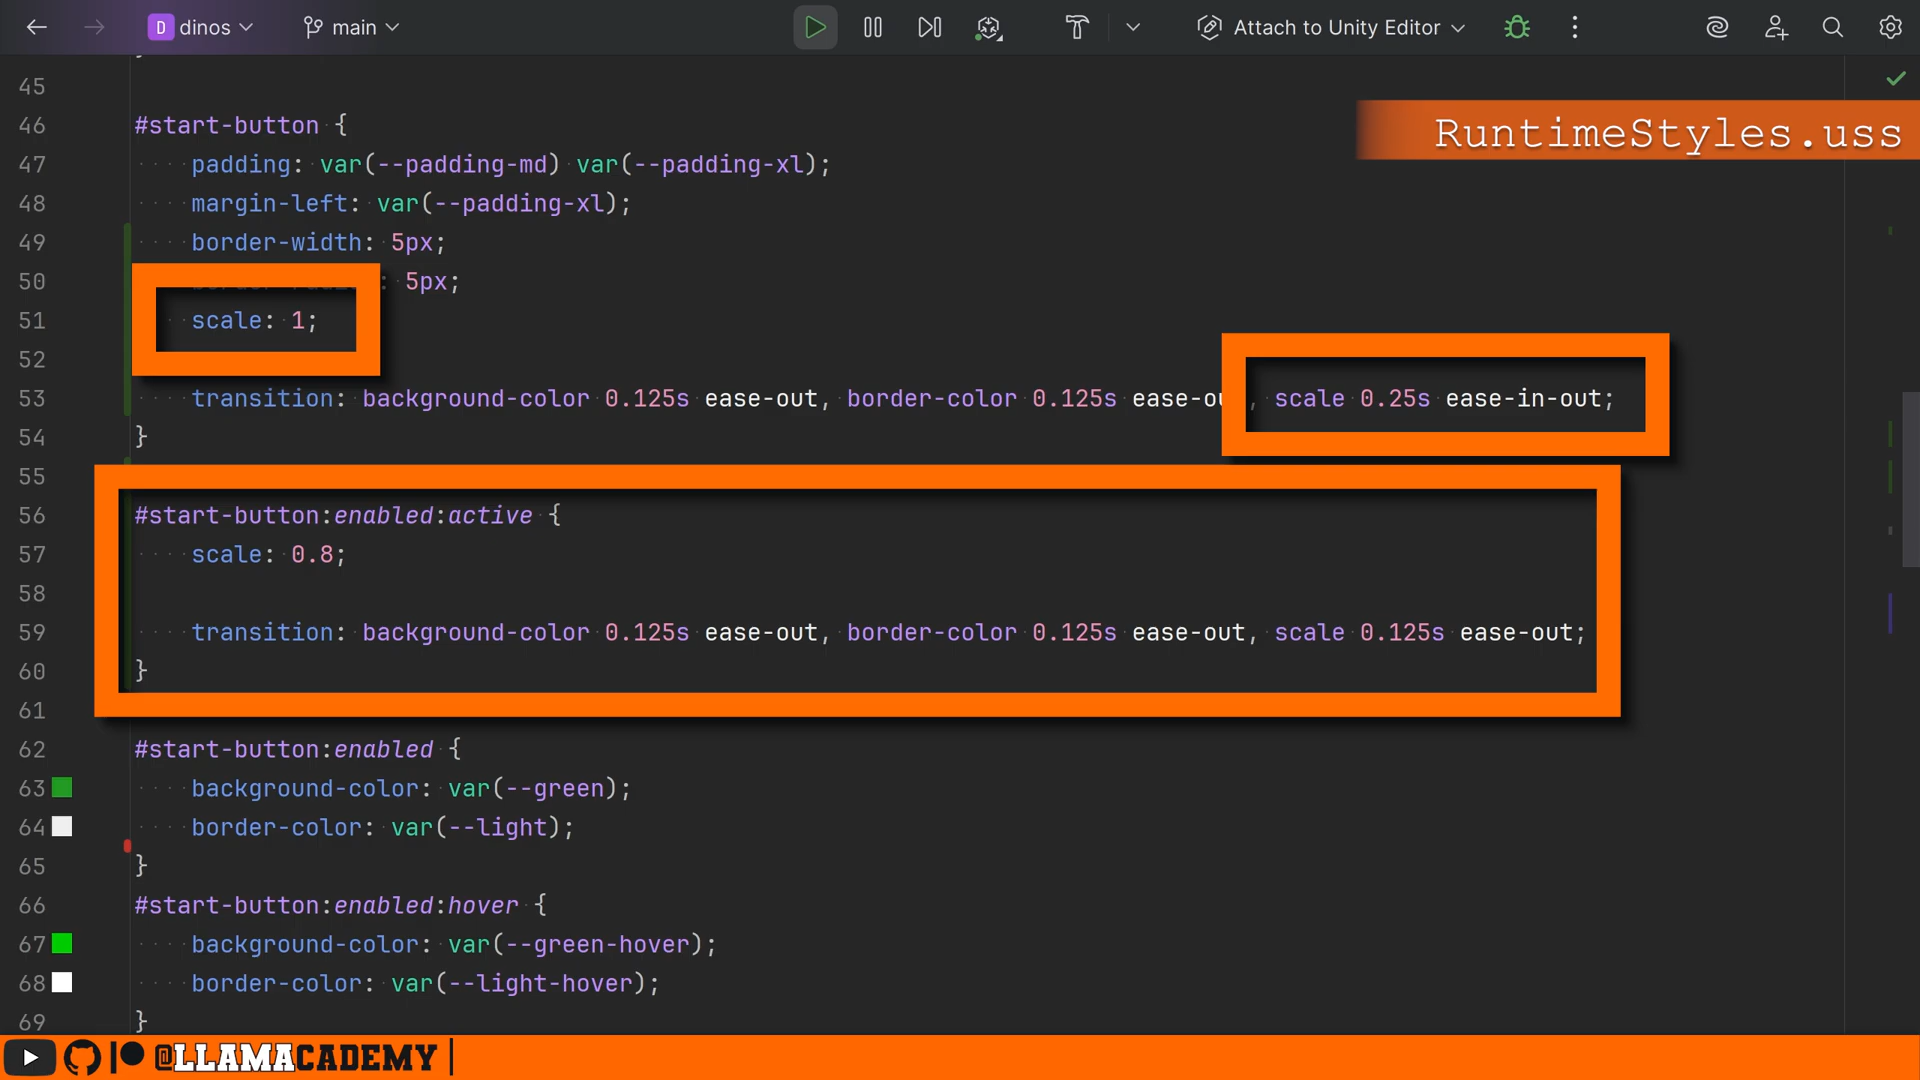 D dinos main Attach to Unity Editor
45
RuntimeStyles.uss
46 #start-button {
47 padding: var(--padding-md) var(--padding-xl);
48 margin-left: var(--padding-xl);
49 border-width: 5px;
50 : 5px;
51 scale: 1;
52
53 transition: background-color 0.125s ease-out, border-color 0.125s ease-ou , scale 0.25s ease-in-out;
54 }
55
56 #start-button:enabled:active {
57 scale: 0.8;
58
59 transition: background-color 0.125s ease-out, border-color 0.125s ease-out, scale 0.125s ease-out;
60 }
61
62 #start-button:enabled {
63 background-color: var(--green);
64 border-color: var(--light);
65 }
66 #start-button:enabled:hover {
67 background-color: var(--green-hover);
68 border-color: var(--light-hover);
69 }
@LLAMACADEMY